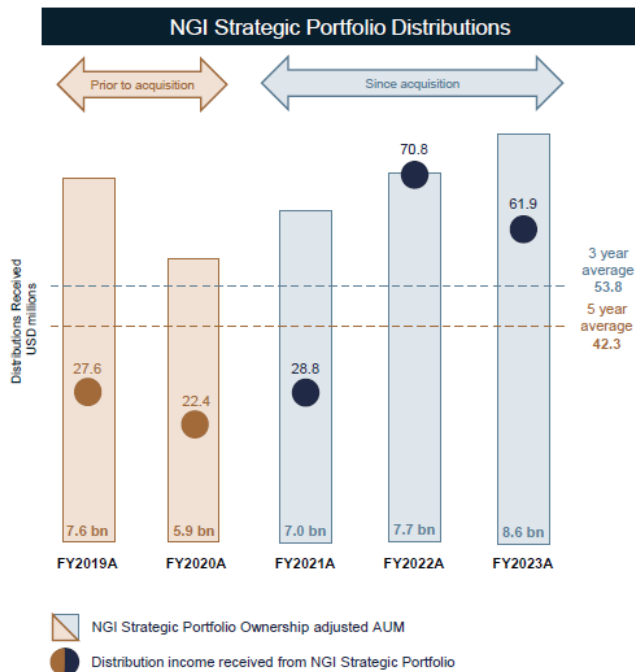 NGI Strategic Portfolio Distributions
Prior to acquisition
Since acquisition
70.8
61.9
3 year
average
53.8
5 year
average
42.3
Distributions Received
USD millions
27.6
22.4
28.8
7.6 bn
5.9 bn
7.0 bn
7.7 bn
8.6 bn
FY2019A
FY2020A
FY2021A
FY2022A
FY2023A
NGI Strategic Portfolio Ownership adjusted AUM
Distribution income received from NGI Strategic Portfolio